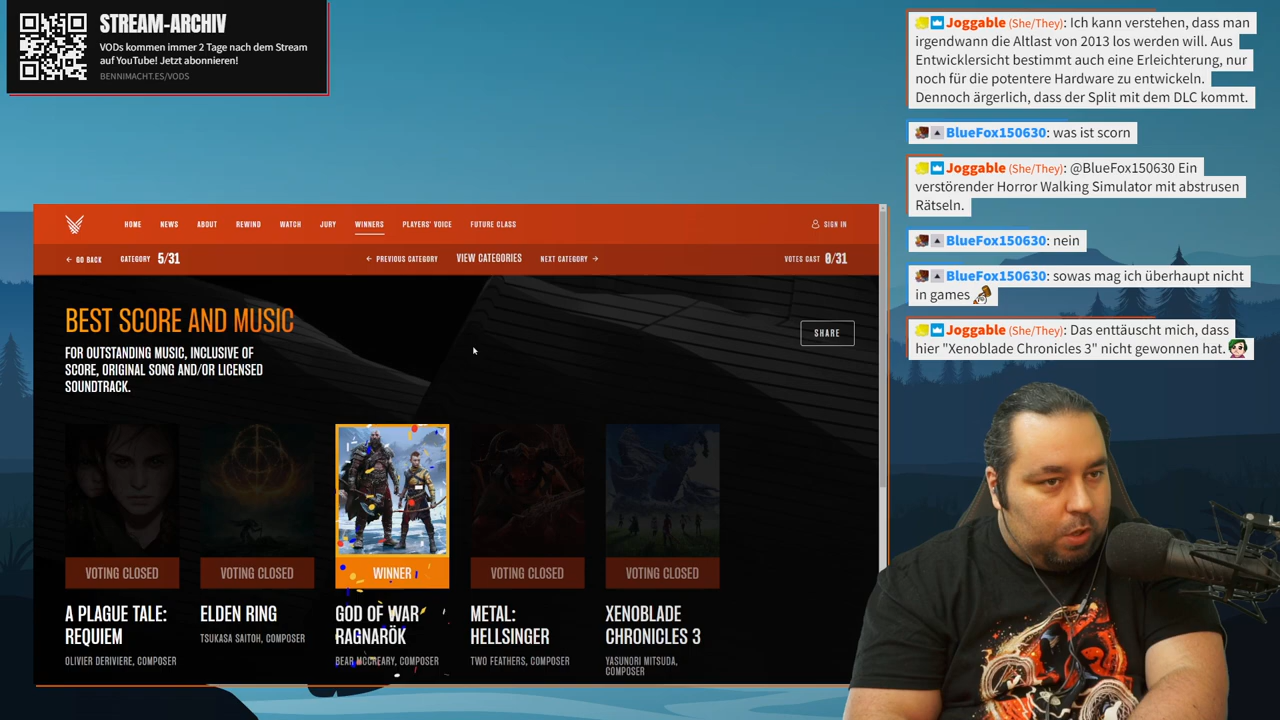 STREAM-ARCHIV
VODs kommen immer 2 Tage nach dem Stream
auf YouTube! Jetzt abonnieren!
BENNIMACHT.ES/VODS
HOME NEWS ABOUT REWIND WATCH JURY WINNERS PLAYERS' VOICE FUTURE CLASS SIGN IN
← GO BACK CATEGORY 5/31 ← PREVIOUS CATEGORY VIEW CATEGORIES NEXT CATEGORY → VOTES CAST 0/31
BEST SCORE AND MUSIC
FOR OUTSTANDING MUSIC, INCLUSIVE OF
SCORE, ORIGINAL SONG AND/OR LICENSED
SOUNDTRACK.
SHARE
VOTING CLOSED
A PLAGUE TALE:
REQUIEM
OLIVIER DERIVIERE, COMPOSER
VOTING CLOSED
ELDEN RING
TSUKASA SAITOH, COMPOSER
WINNER
GOD OF WAR
RAGNARÖK
BEAR MCCREARY, COMPOSER
VOTING CLOSED
METAL:
HELLSINGER
TWO FEATHERS, COMPOSER
VOTING CLOSED
XENOBLADE
CHRONICLES 3
YASUNORI MITSUDA,
COMPOSER
Joggable (She/They): Ich kann verstehen, dass man
irgendwann die Altlast von 2013 los werden will. Aus
Entwicklersicht bestimmt auch eine Erleichterung, nur
noch für die potentere Hardware zu entwickeln.
Dennoch ärgerlich, dass der Split mit dem DLC kommt.
BlueFox150630: was ist scorn
Joggable (She/They): @BlueFox150630 Ein
verstörender Horror Walking Simulator mit abstrusen
Rätseln.
BlueFox150630: nein
BlueFox150630: sowas mag ich überhaupt nicht
in games
Joggable (She/They): Das enttäuscht mich, dass
hier "Xenoblade Chronicles 3" nicht gewonnen hat.